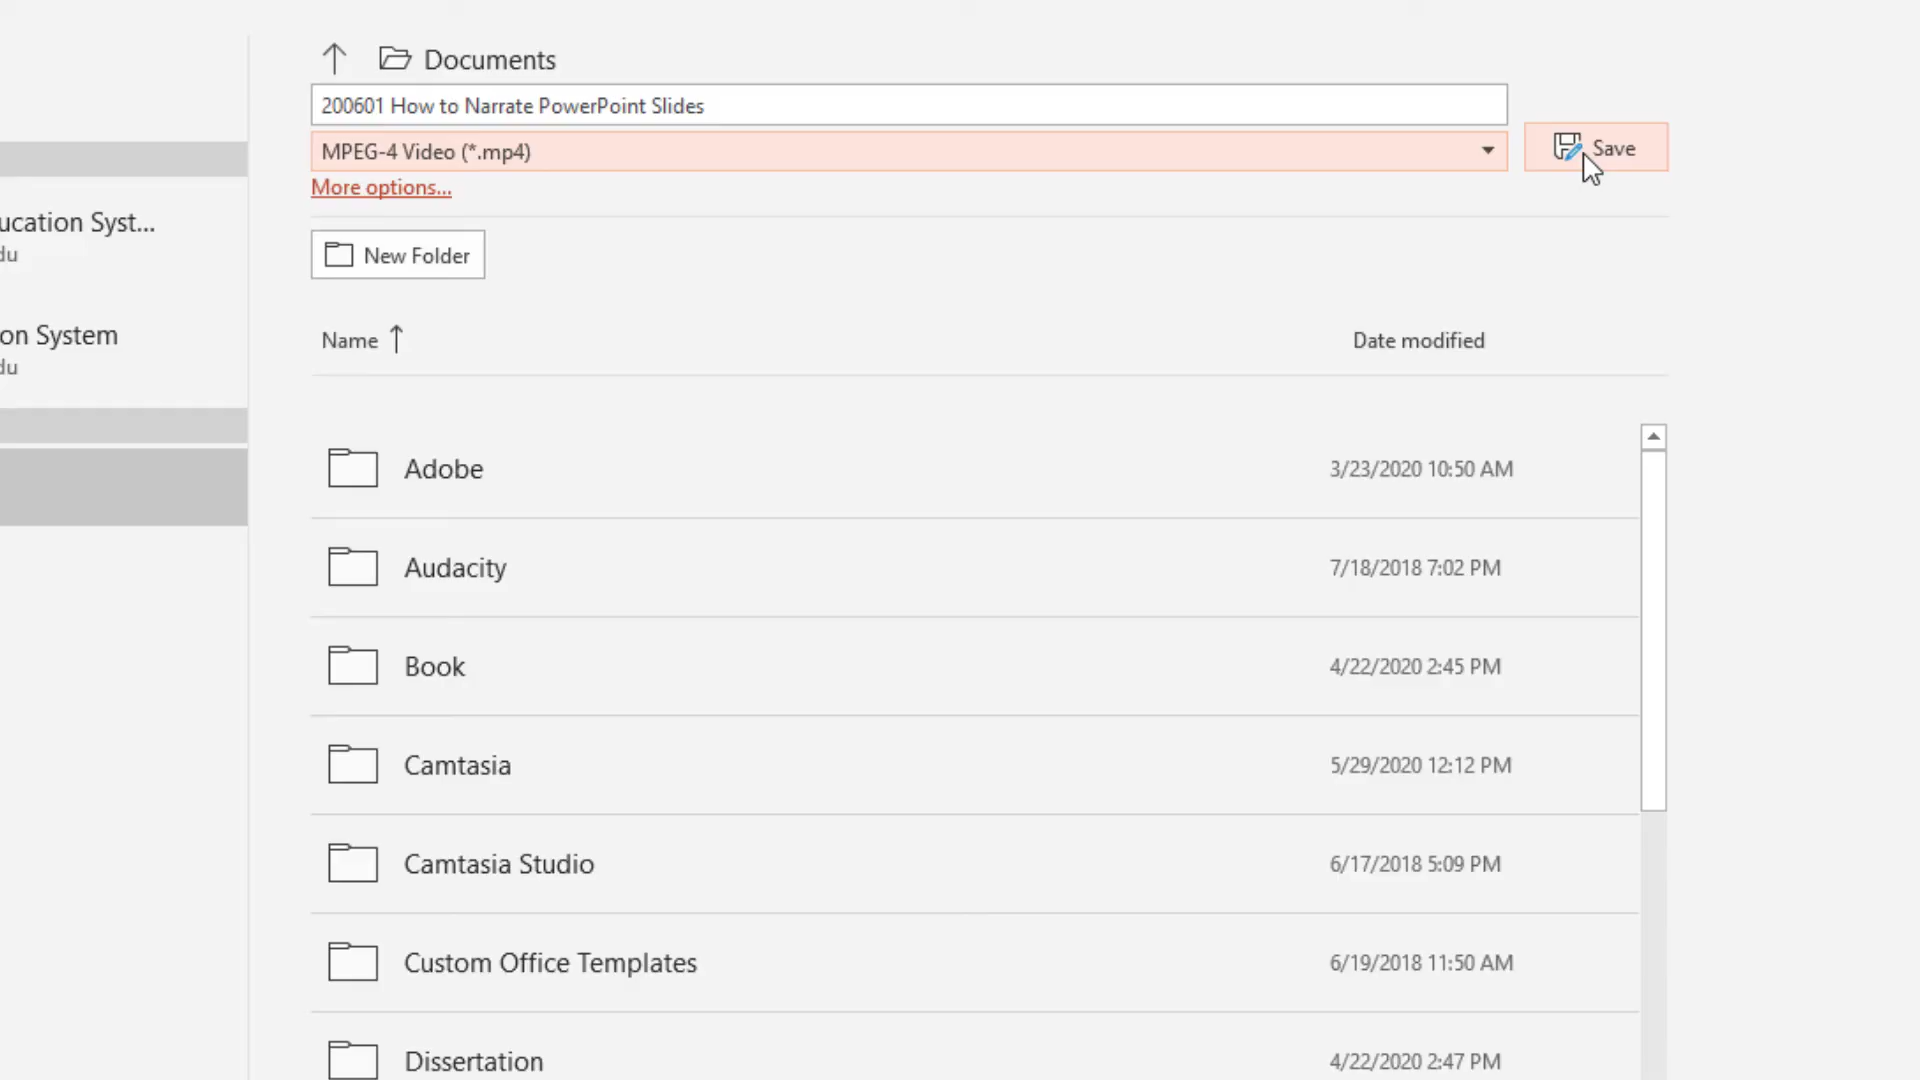 Documents
200601 How to Narrate PowerPoint Slides
MPEG-4 Video (*.mp4)
Save
More options...
ucation Syst...
du
New Folder
on System
du
Name Date modified
Adobe 3/23/2020 10:50 AM
Audacity 7/18/2018 7:02 PM
Book 4/22/2020 2:45 PM
Camtasia 5/29/2020 12:12 PM
Camtasia Studio 6/17/2018 5:09 PM
Custom Office Templates 6/19/2018 11:50 AM
Dissertation 4/22/2020 2:47 PM